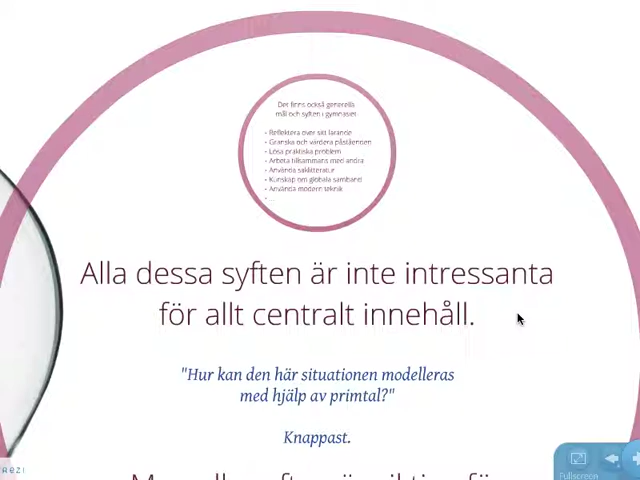 Det finns också generella
mål och syften i gymnasiet
• Reflektera över sitt lärande
• Granska och värdera påståenden
• Lösa praktiska problem
• Arbeta tillsammans med andra
• Använda sakliteratur
• Kunskap om globala samband
• Använda modern teknik
• ...
Alla dessa syften är inte intressanta
för allt centralt innehåll.
"Hur kan den här situationen modelleras
med hjälp av primtal?"
Knappast.
Fullscreen